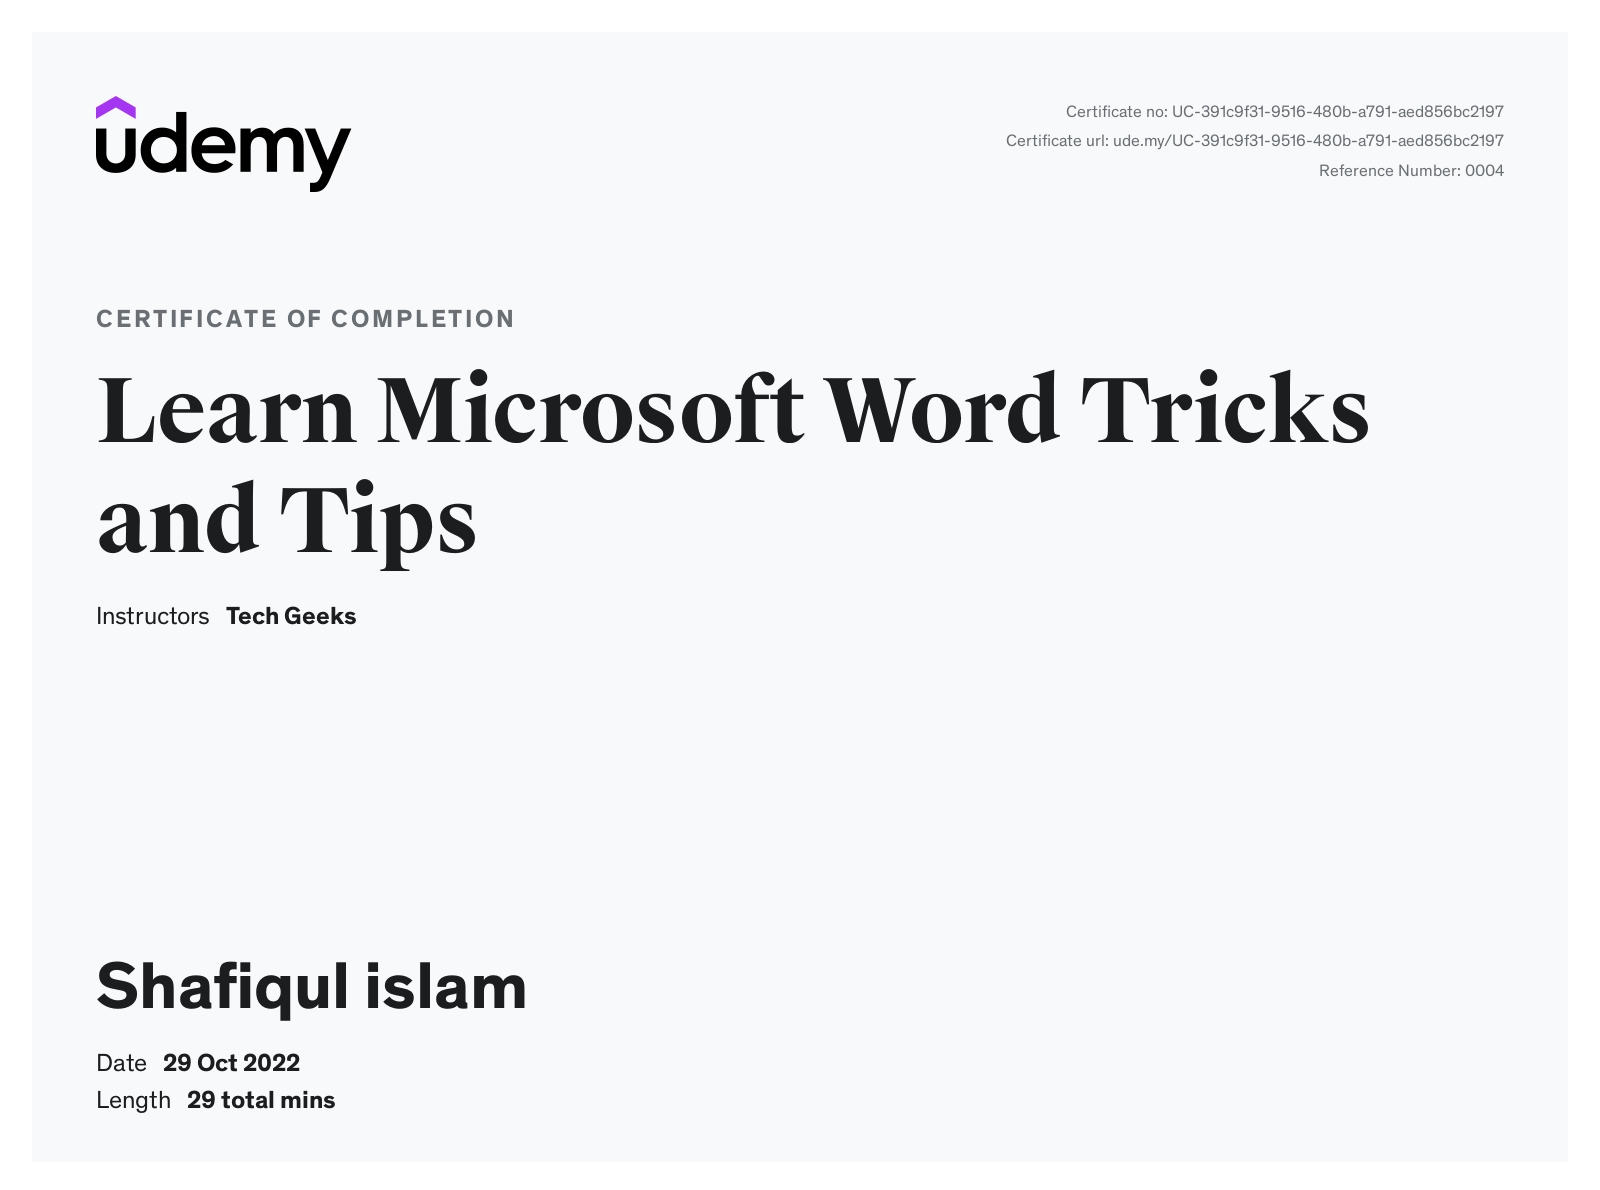 udemy
Certificate no: UC-391c9f31-9516-480b-a791-aed856bc2197
Certificate url: ude.my/UC-391c9f31-9516-480b-a791-aed856bc2197
Reference Number: 0004
CERTIFICATE OF COMPLETION
Learn Microsoft Word Tricks
and Tips
Instructors Tech Geeks
Shafiqul islam
Date 29 Oct 2022
Length 29 total mins